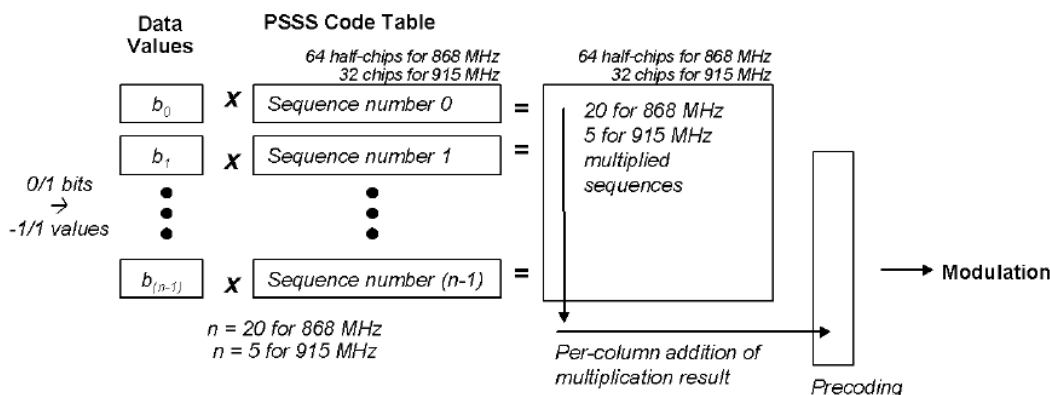 Data
Values
PSSS Code Table
64 half-chips for 868 MHz
32 chips for 915 MHz
64 half-chips for 868 MHz
32 chips for 915 MHz
b0 X Sequence number 0 =
20 for 868 MHz
5 for 915 MHz
multiplied
sequences
b1 X Sequence number 1 =
0/1 bits
→
-1/1 values
b(n-1) X Sequence number (n-1) =
Modulation
n = 20 for 868 MHz
n = 5 for 915 MHz
Per-column addition of
multiplication result
Precoding